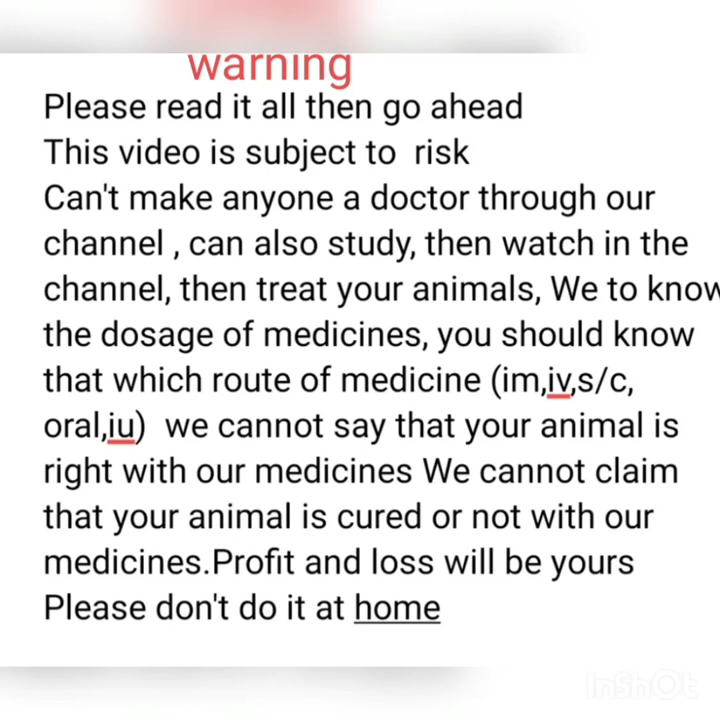 warning
Please read it all then go ahead
This video is subject to risk
Can't make anyone a doctor through our
channel , can also study, then watch in the
channel, then treat your animals, We to know
the dosage of medicines, you should know
that which route of medicine (im,iv,s/c,
oral,iu) we cannot say that your animal is
right with our medicines We cannot claim
that your animal is cured or not with our
medicines.Profit and loss will be yours
Please don't do it at home
InShOt